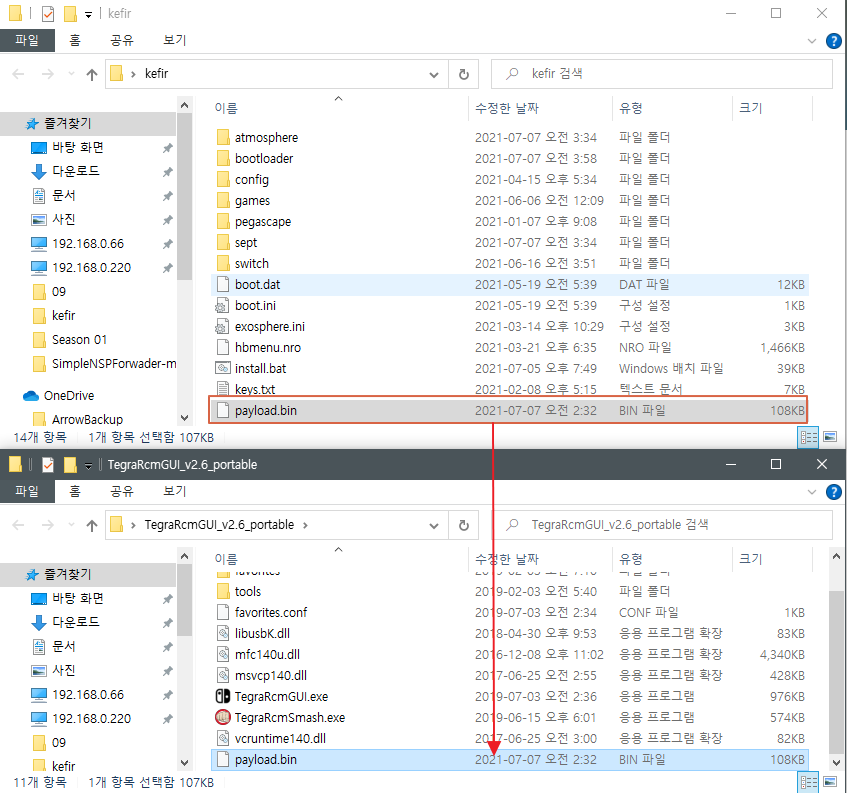 kefir
파일 홈 공유 보기
kefir
kefir 검색
이름 수정한 날짜 유형 크기
즐겨찾기
바탕 화면
다운로드
문서
사진
192.168.0.66
192.168.0.220
09
kefir
Season 01
SimpleNSPForwader-m
OneDrive
ArrowBackup
atmosphere 2021-07-07 오전 3:34 파일 폴더
bootloader 2021-07-07 오전 3:58 파일 폴더
config 2021-04-15 오후 5:34 파일 폴더
games 2021-06-06 오전 12:09 파일 폴더
pegascape 2021-01-07 오후 9:08 파일 폴더
sept 2021-07-07 오전 3:34 파일 폴더
switch 2021-06-16 오전 3:51 파일 폴더
boot.dat 2021-05-19 오전 5:39 DAT 파일 12KB
boot.ini 2021-05-19 오전 5:39 구성 설정 1KB
exosphere.ini 2021-03-14 오후 10:29 구성 설정 3KB
hbmenu.nro 2021-03-21 오후 6:35 NRO 파일 1,466KB
install.bat 2021-07-05 오후 7:49 Windows 배치 파일 39KB
keys.txt 2021-02-08 오후 5:15 텍스트 문서 7KB
payload.bin 2021-07-07 오전 2:32 BIN 파일 108KB
14개 항목 1개 항목 선택함 107KB
TegraRcmGUI_v2.6_portable
파일 홈 공유 보기
TegraRcmGUI_v2.6_portable
TegraRcmGUI_v2.6_portable 검색
이름 수정한 날짜 유형 크기
즐겨찾기
바탕 화면
다운로드
문서
사진
192.168.0.66
192.168.0.220
09
kefir
favorites 파일 폴더
tools 2019-02-03 오전 5:40 파일 폴더
favorites.conf 2019-07-03 오전 2:34 CONF 파일 1KB
libusbK.dll 2018-04-30 오후 9:53 응용 프로그램 확장 83KB
mfc140u.dll 2016-12-08 오후 11:02 응용 프로그램 확장 4,340KB
msvcp140.dll 2017-06-25 오전 2:55 응용 프로그램 확장 428KB
TegraRcmGUI.exe 2019-07-03 오전 2:36 응용 프로그램 976KB
TegraRcmSmash.exe 2019-06-15 오후 6:01 응용 프로그램 574KB
vcruntime140.dll 2017-06-25 오전 3:00 응용 프로그램 확장 82KB
payload.bin 2021-07-07 오전 2:32 BIN 파일 108KB
11개 항목 1개 항목 선택함 107KB